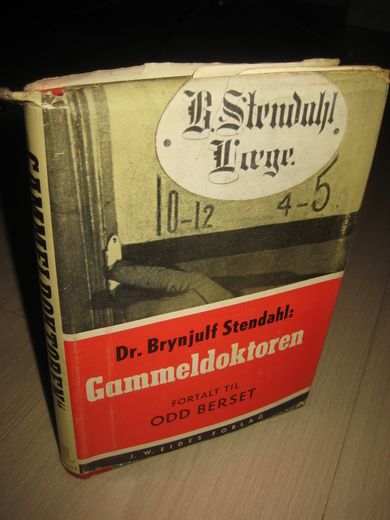 B. Stendahl
Læge.
10-12 4-5
Dr. Brynjulf Stendahl:
Gammeldoktoren
FORTALT TIL
ODD BERSET
J. W. EIDES FORLAG
GAMMELDOKTOREN